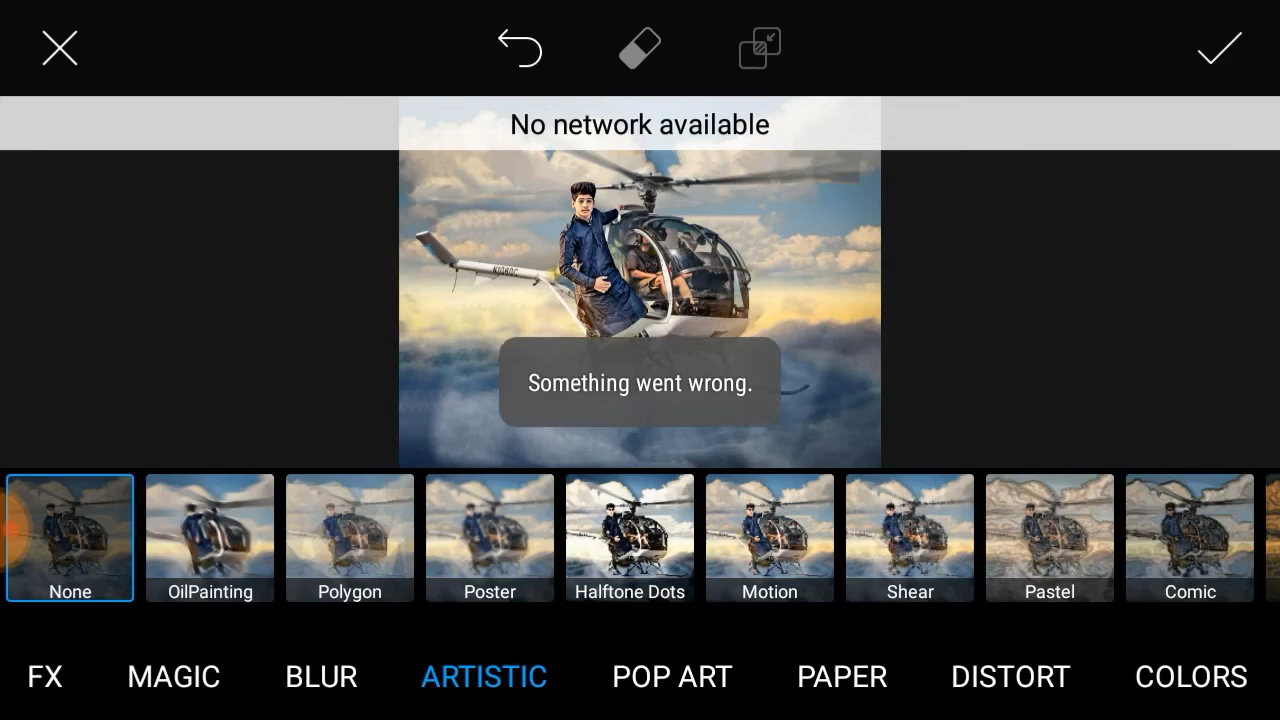 No network available
Something went wrong.
None
OilPainting
Polygon
Poster
Halftone Dots
Motion
Shear
Pastel
Comic
FX
MAGIC
BLUR
ARTISTIC
POP ART
PAPER
DISTORT
COLORS